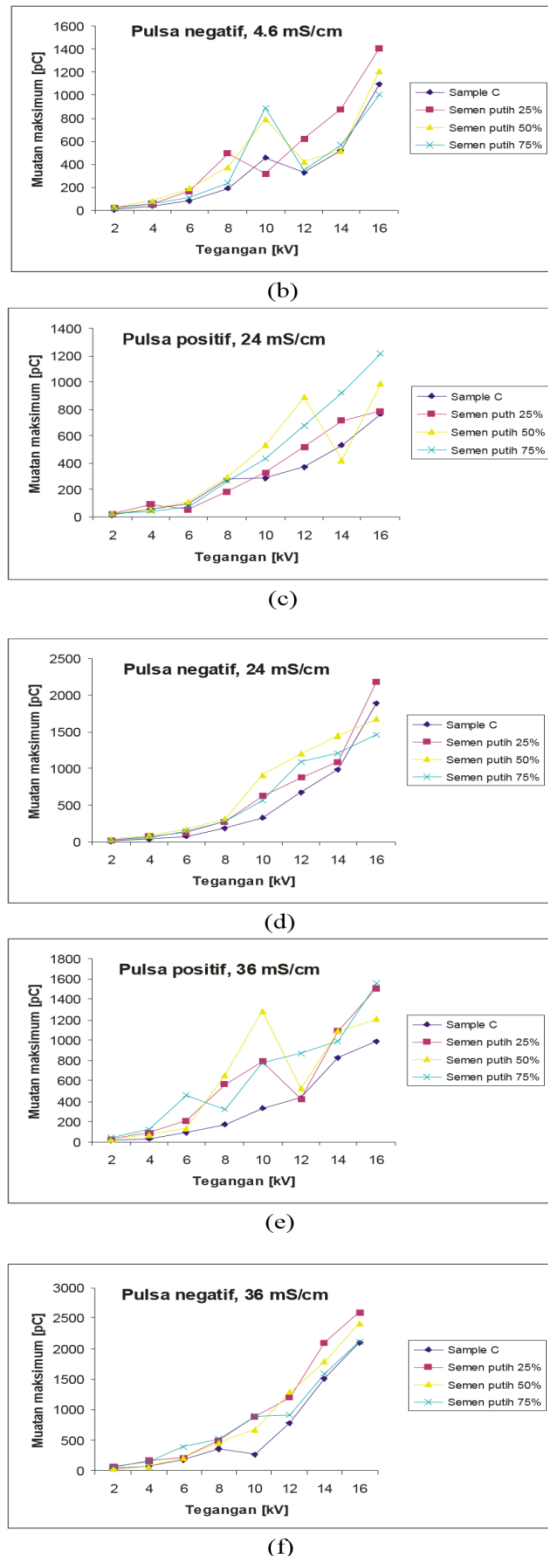 Pulsa negatif, 4.6 mS/cm
Muatan maksimum [pC]
1600
1400
1200
1000
800
600
400
200
0
2 4 6 8 10 12 14 16
Tegangan [kV]
Sample C
Semen putih 25%
Semen putih 50%
Semen putih 75%
(b)
Pulsa positif, 24 mS/cm
Muatan maksimum [pC]
1400
1200
1000
800
600
400
200
0
2 4 6 8 10 12 14 16
Tegangan [kV]
Sample C
Semen puth 25%
Semen putih 50%
Semen putih 75%
(c)
Pulsa negatif, 24 mS/cm
Muatan maksimum [pC]
2500
2000
1500
1000
500
0
2 4 6 8 10 12 14 16
Tegangan [kV]
Sample C
Semen putih 25%
Semen putih 50%
Semen putih 75%
(d)
Pulsa positif, 36 mS/cm
Muatan maksimum [pC]
1800
1600
1400
1200
1000
800
600
400
200
0
2 4 6 8 10 12 14 16
Tegangan [kV]
Sample C
Semen putih 25%
Semen putih 50%
Semen putih 75%
(e)
Pulsa negatif, 36 mS/cm
Muatan maksimum [pC]
3000
2500
2000
1500
1000
500
0
2 4 6 8 10 12 14 16
Tegangan [kV]
Sample C
Semen putih 25%
Semen putih 50%
Semen putih 75%
(f)